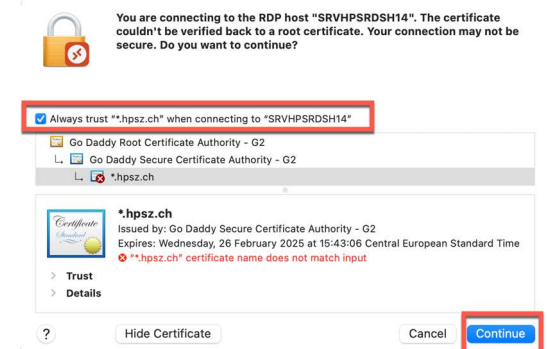 You are connecting to the RDP host "SRVHPSRDSH14". The certificate
couldn't be verified back to a root certificate. Your connection may not be
secure. Do you want to continue?
Always trust "*.hpsz.ch" when connecting to "SRVHPSRDSH14"
Go Daddy Root Certificate Authority - G2
Go Daddy Secure Certificate Authority - G2
*.hpsz.ch
Certificate
Standard
*.hpsz.ch
Issued by: Go Daddy Secure Certificate Authority - G2
Expires: Wednesday, 26 February 2025 at 15:43:06 Central European Standard Time
"*.hpsz.ch" certificate name does not match input
Trust
Details
?
Hide Certificate
Cancel
Continue